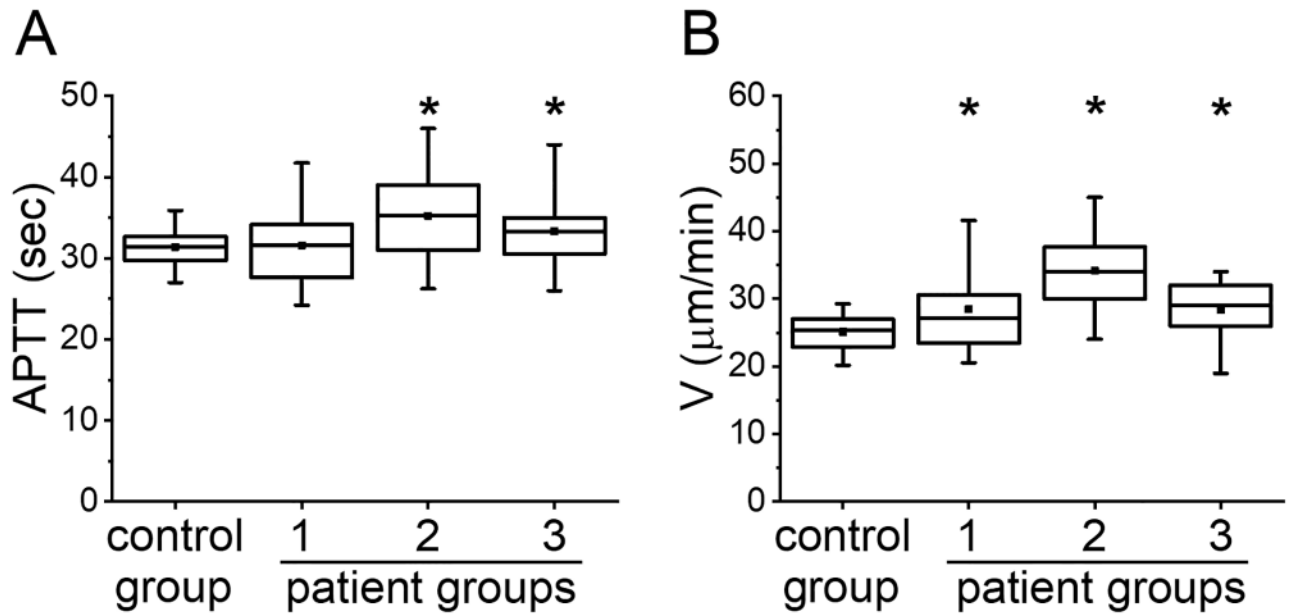 A
APTT (sec)
50
40
30
20
10
0
* *
control 1 2 3
group patient groups
B
V (μm/min)
60
50
40
30
20
10
0
* * *
control 1 2 3
group patient groups